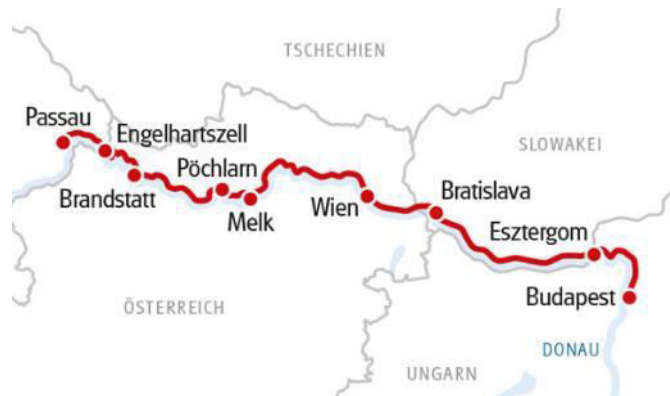 TSCHECHIEN
Passau
Engelhartszell
SLOWAKEI
Pöchlarn
Brandstatt
Bratislava
Wien
Melk
Esztergom
Budapest
ÖSTERREICH
DONAU
UNGARN